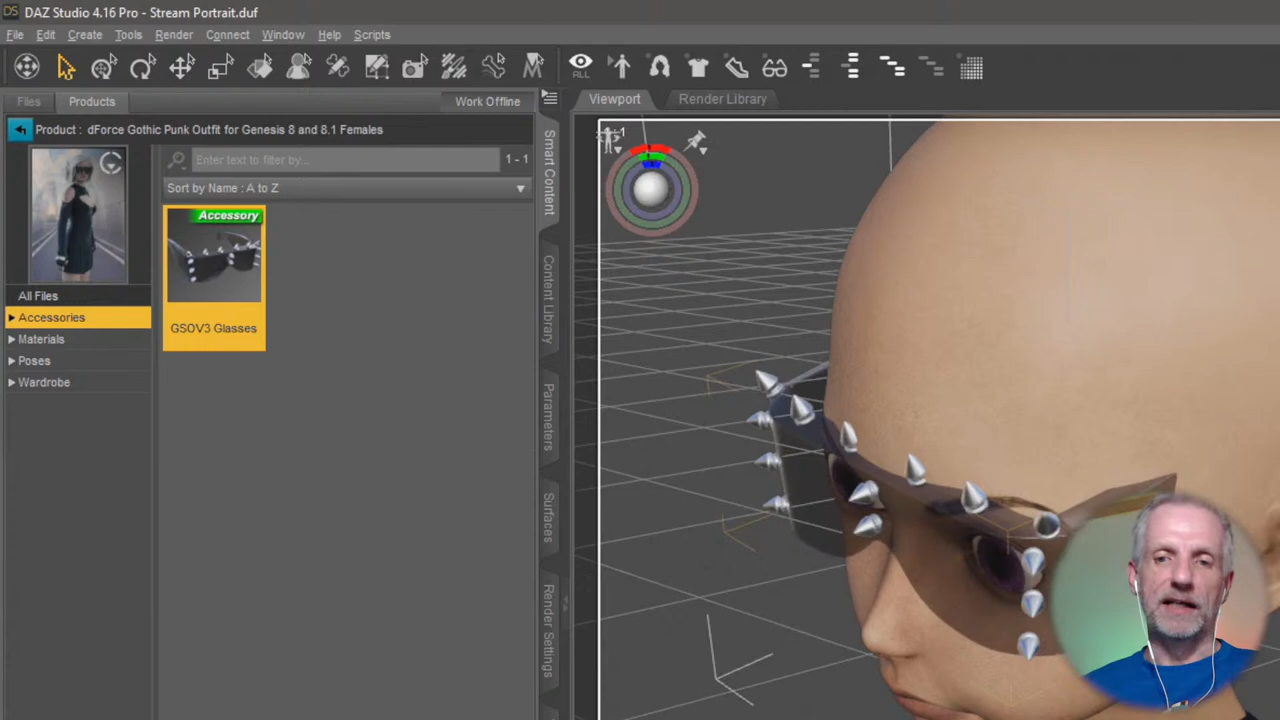 DS DAZ Studio 4.16 Pro - Stream Portrait.duf
File Edit Create Tools Render Connect Window Help Scripts
ALL
Files Products Work Offline
Viewport Render Library
Product : dForce Gothic Punk Outfit for Genesis 8 and 8.1 Females
Enter text to filter by... 1 - 1
Sort by Name : A to Z
Accessory
GSOV3 Glasses
All Files
Accessories
Materials
Poses
Wardrobe
Smart Content
Content Library
Parameters
Surfaces
Render Settings